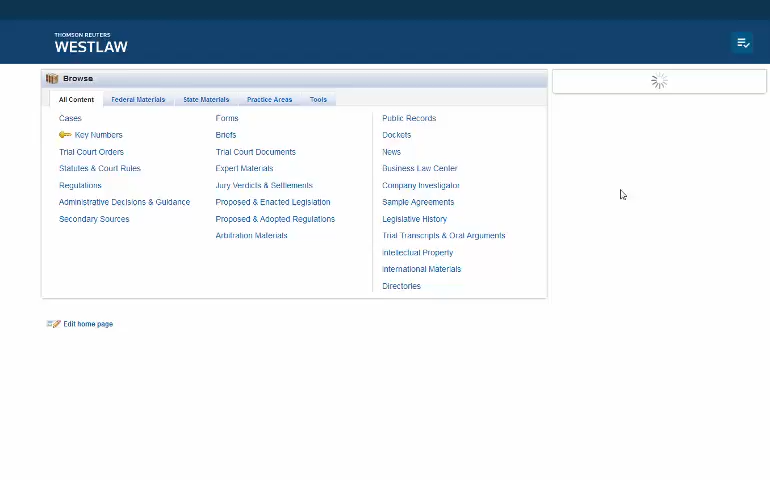 THOMSON REUTERS
WESTLAW
Browse
All Content Federal Materials State Materials Practice Areas Tools
Cases
Key Numbers
Trial Court Orders
Statutes & Court Rules
Regulations
Administrative Decisions & Guidance
Secondary Sources
Forms
Briefs
Trial Court Documents
Expert Materials
Jury Verdicts & Settlements
Proposed & Enacted Legislation
Proposed & Adopted Regulations
Arbitration Materials
Public Records
Dockets
News
Business Law Center
Company Investigator
Sample Agreements
Legislative History
Trial Transcripts & Oral Arguments
Intellectual Property
International Materials
Directories
Edit home page